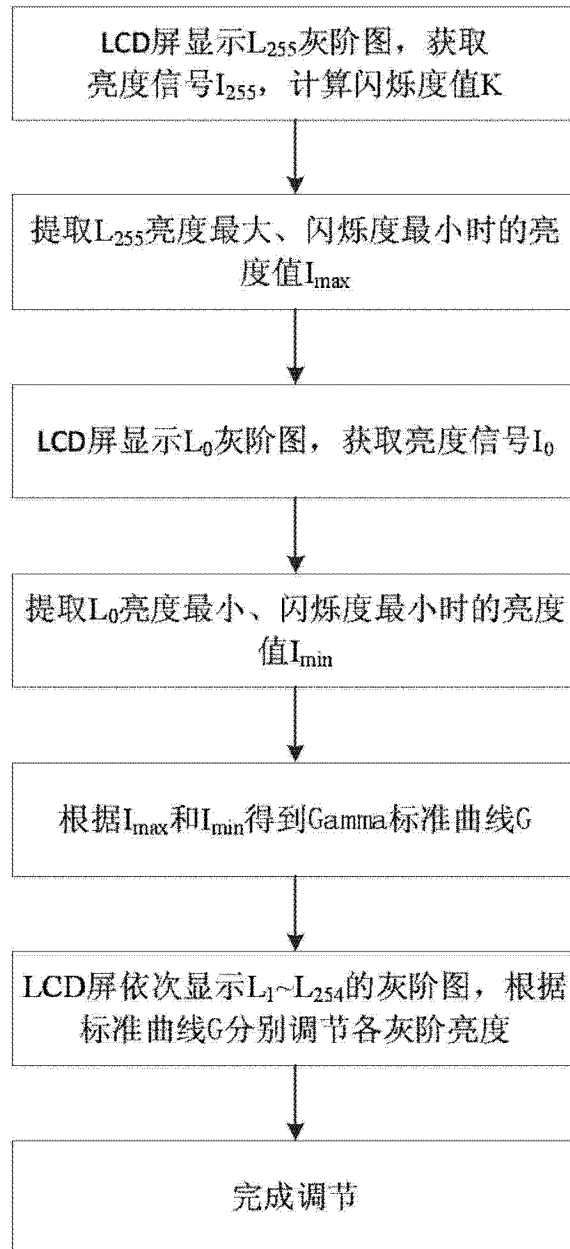 LCD屏显示L₂₅₅灰阶图，获取
亮度信号I₂₅₅，计算闪烁度值K
提取L₂₅₅亮度最大、闪烁度最小时的亮
度值Iₘₐₓ
LCD屏显示L₀灰阶图，获取亮度信号I₀
提取L₀亮度最小、闪烁度最小时的亮度
值Iₘᵢₙ
根据Iₘₐₓ和Iₘᵢₙ得到Gamma标准曲线G
LCD屏依次显示L₁~L₂₅₄的灰阶图，根据
标准曲线G分别调节各灰阶亮度
完成调节